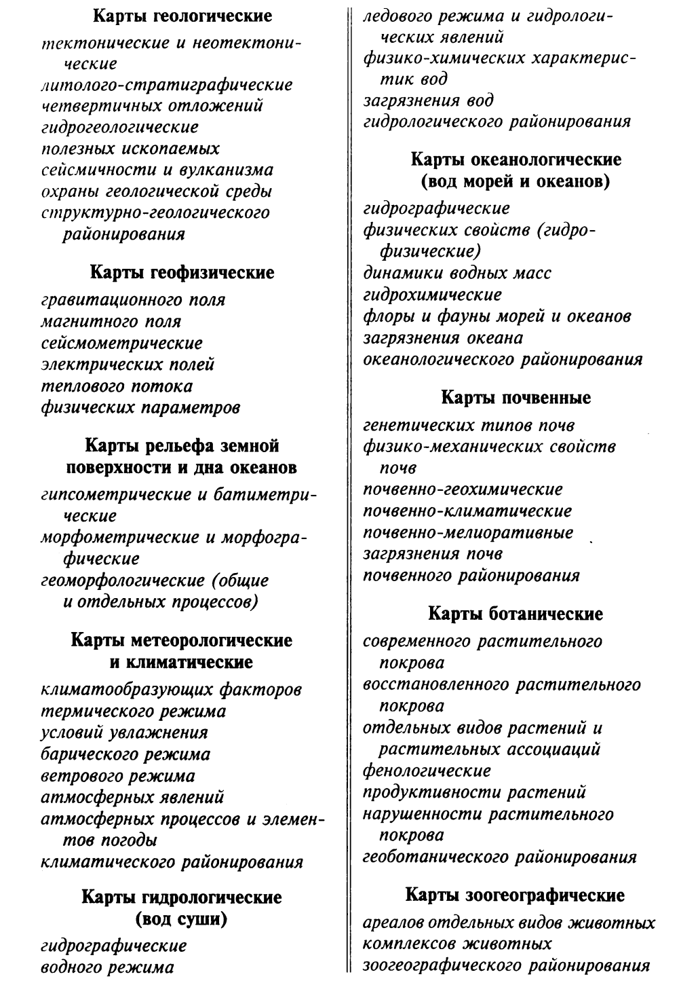 Карты геологические
тектонические и неотектони-
ческие
литолого-стратиграфические
четвертичных отложений
гидрогеологические
полезных ископаемых
сейсмичности и вулканизма
охраны геологической среды
структурно-геологического
районирования
Карты геофизические
гравитационного поля
магнитного поля
сейсмометрические
электрических полей
теплового потока
физических параметров
Карты рельефа земной
поверхности и дна океанов
гипсометрические и батиметри-
ческие
морфометрические и морфогра-
фические
геоморфологические (общие
и отдельных процессов)
Карты метеорологические
и климатические
климатообразующих факторов
термического режима
условий увлажнения
барического режима
ветрового режима
атмосферных явлений
атмосферных процессов и элемен-
тов погоды
климатического районирования
Карты гидрологические
(вод суши)
гидрографические
водного режима
ледового режима и гидрологи-
ческих явлений
физико-химических характерис-
тик вод
загрязнения вод
гидрологического районирования
Карты океанологические
(вод морей и океанов)
гидрографические
физических свойств (гидро-
физические)
динамики водных масс
гидрохимические
флоры и фауны морей и океанов
загрязнения океана
океанологического районирования
Карты почвенные
генетических типов почв
физико-механических свойств
почв
почвенно-геохимические
почвенно-климатические
почвенно-мелиоративные
загрязнения почв
почвенного районирования
Карты ботанические
современного растительного
покрова
восстановленного растительного
покрова
отдельных видов растений и
растительных ассоциаций
фенологические
продуктивности растений
нарушенности растительного
покрова
геоботанического районирования
Карты зоогеографические
ареалов отдельных видов животных
комплексов животных
зоогеографического районирования